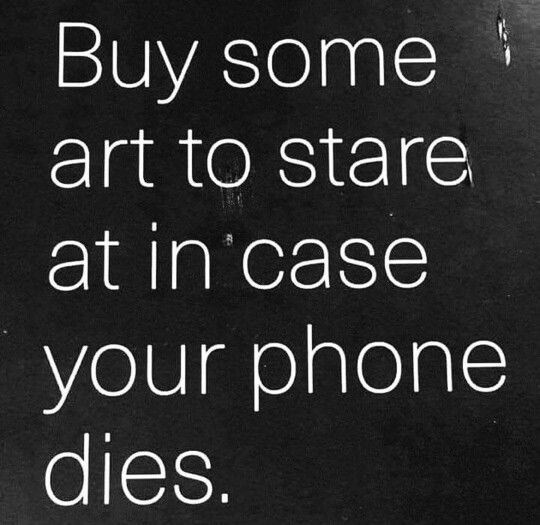 Buy some
art to stare
at in case
your phone
dies.